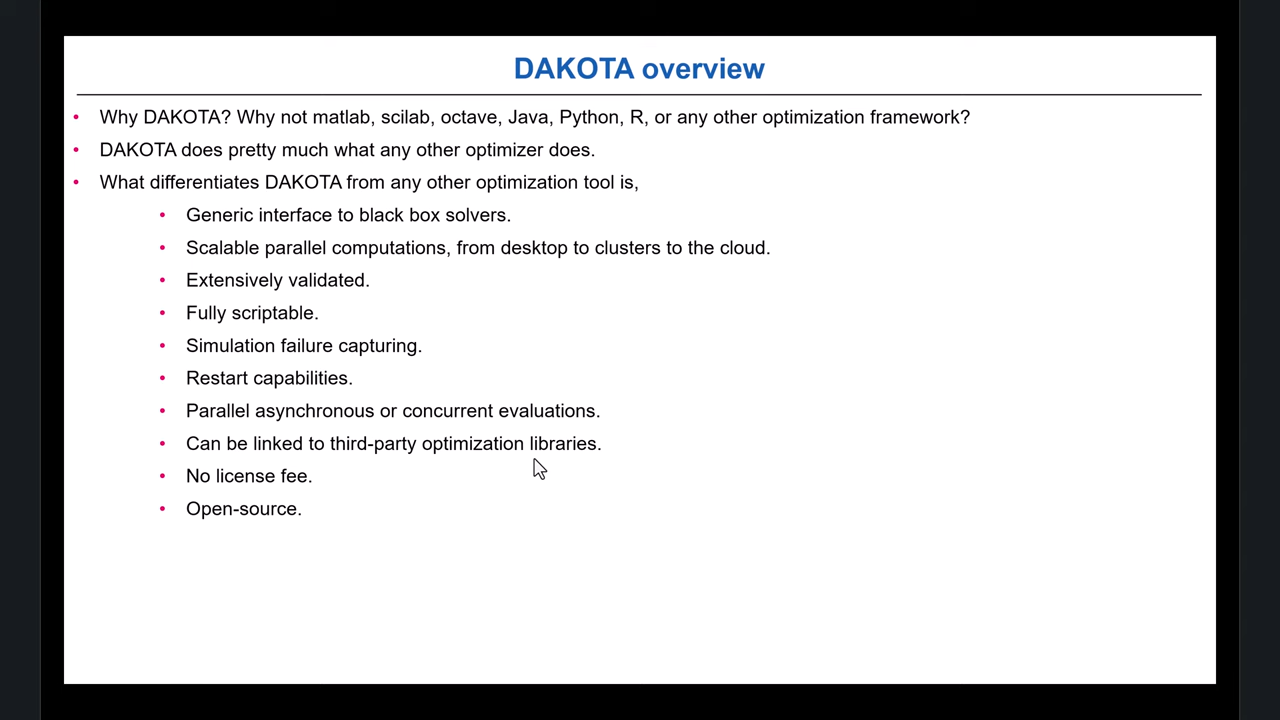 DAKOTA overview
• Why DAKOTA? Why not matlab, scilab, octave, Java, Python, R, or any other optimization framework?
• DAKOTA does pretty much what any other optimizer does.
• What differentiates DAKOTA from any other optimization tool is,
• Generic interface to black box solvers.
• Scalable parallel computations, from desktop to clusters to the cloud.
• Extensively validated.
• Fully scriptable.
• Simulation failure capturing.
• Restart capabilities.
• Parallel asynchronous or concurrent evaluations.
• Can be linked to third-party optimization libraries.
• No license fee.
• Open-source.